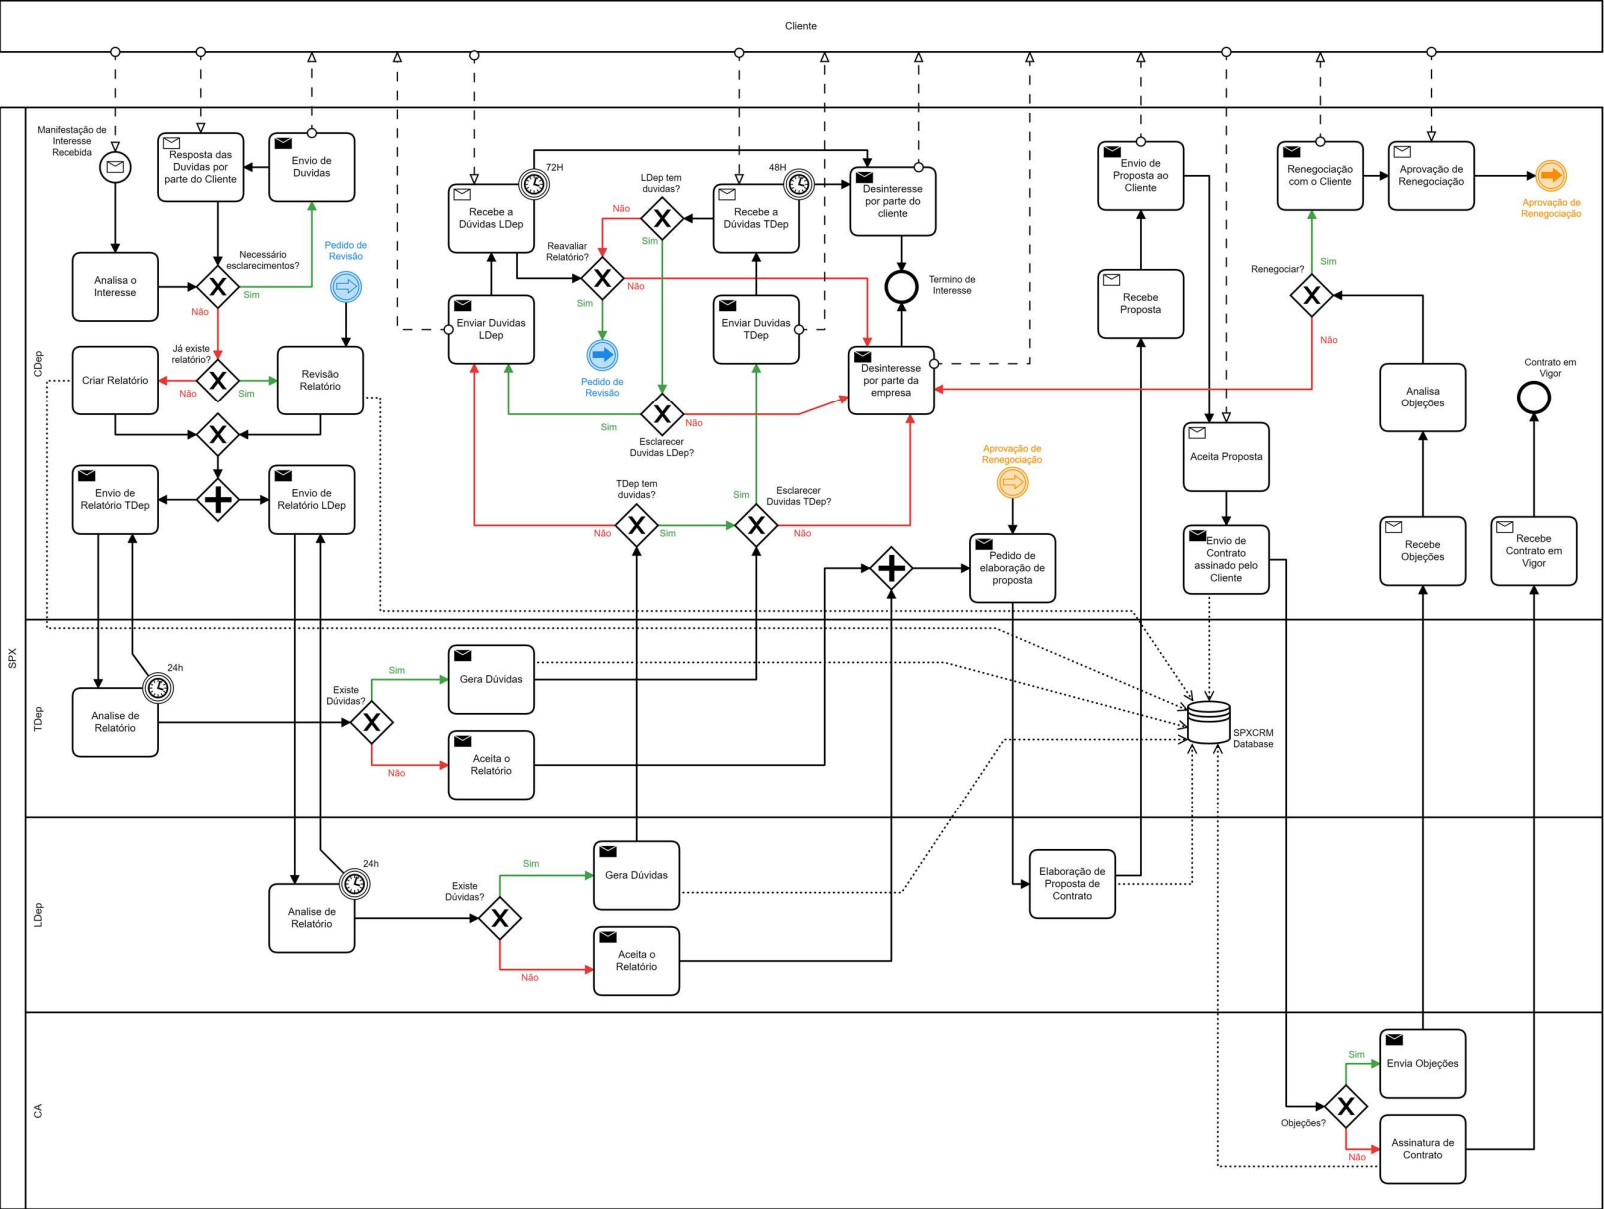 Cliente
SPX
CDep
Manifestação de
Interesse
Recebida
Resposta das
Duvidas por
parte do Cliente
Envio de
Duvidas
Analisa o
Interesse
Necessário
esclarecimentos?
Sim
Não
Pedido de
Revisão
Já existe
relatório?
Criar Relatório
Não
Sim
Revisão
Relatório
Envio de
Relatório TDep
Envio de
Relatório LDep
72H
Recebe a
Dúvidas LDep
LDep tem
duvidas?
Não
Sim
48H
Recebe a
Dúvidas TDep
Desinteresse
por parte do
cliente
Reavaliar
Relatório?
Não
Sim
Termino de
Interesse
Enviar Duvidas
LDep
Pedido de
Revisão
Enviar Duvidas
TDep
Desinteresse
por parte da
empresa
Sim
Não
Esclarecer
Duvidas LDep?
TDep tem
duvidas?
Não
Sim
Sim
Esclarecer
Duvidas TDep?
Não
Aprovação de
Renegociação
Pedido de
elaboração de
proposta
Envio de
Proposta ao
Cliente
Recebe
Proposta
Aceita Proposta
Envio de
Contrato
assinado pelo
Cliente
Renegociação
com o Cliente
Aprovação de
Renegociação
Aprovação de
Renegociação
Renegociar?
Sim
Não
Analisa
Objeções
Recebe
Objeções
Contrato em
Vigor
Recebe
Contrato em
Vigor
TDep
24h
Analise de
Relatório
Existe
Dúvidas?
Sim
Não
Gera Dúvidas
Aceita o
Relatório
SPXCRM
Database
LDep
24h
Analise de
Relatório
Existe
Dúvidas?
Sim
Não
Gera Dúvidas
Aceita o
Relatório
Elaboração de
Proposta de
Contrato
CA
Objeções?
Sim
Não
Envia Objeções
Assinatura de
Contrato